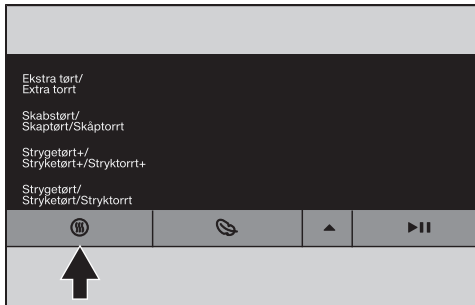 Ekstra tørt/
Extra torrt
Skabstørt/
Skaptørt/Skåptorrt
Strygetørt+/
Stryketørt+/Stryktorrt+
Strygetørt/
Stryketørt/Stryktorrt